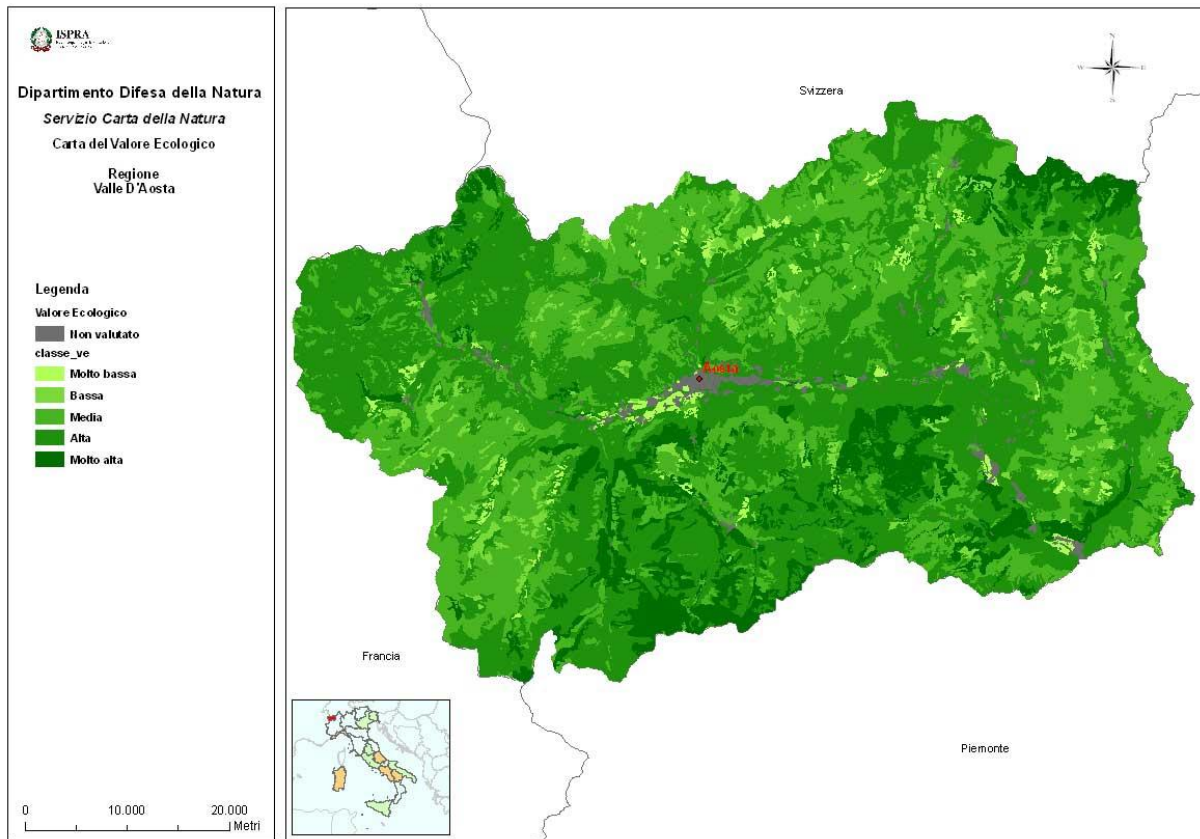 ISPRA
Dipartimento Difesa della Natura
Servizio Carta della Natura
Carta del Valore Ecologico
Regione
Valle D'Aosta
Legenda
Valore Ecologico
Non valutato
classe_ve
Molto bassa
Bassa
Media
Alta
Molto alta
0 10.000 20.000
Metri
Svizzera
N
W E
S
Aosta
Francia
Piemonte